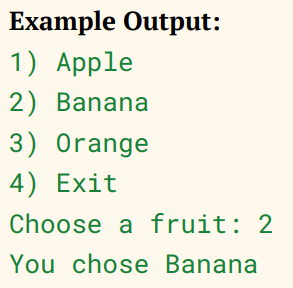 Example Output:
1) Apple
2) Banana
3) Orange
4) Exit
Choose a fruit: 2
You chose Banana